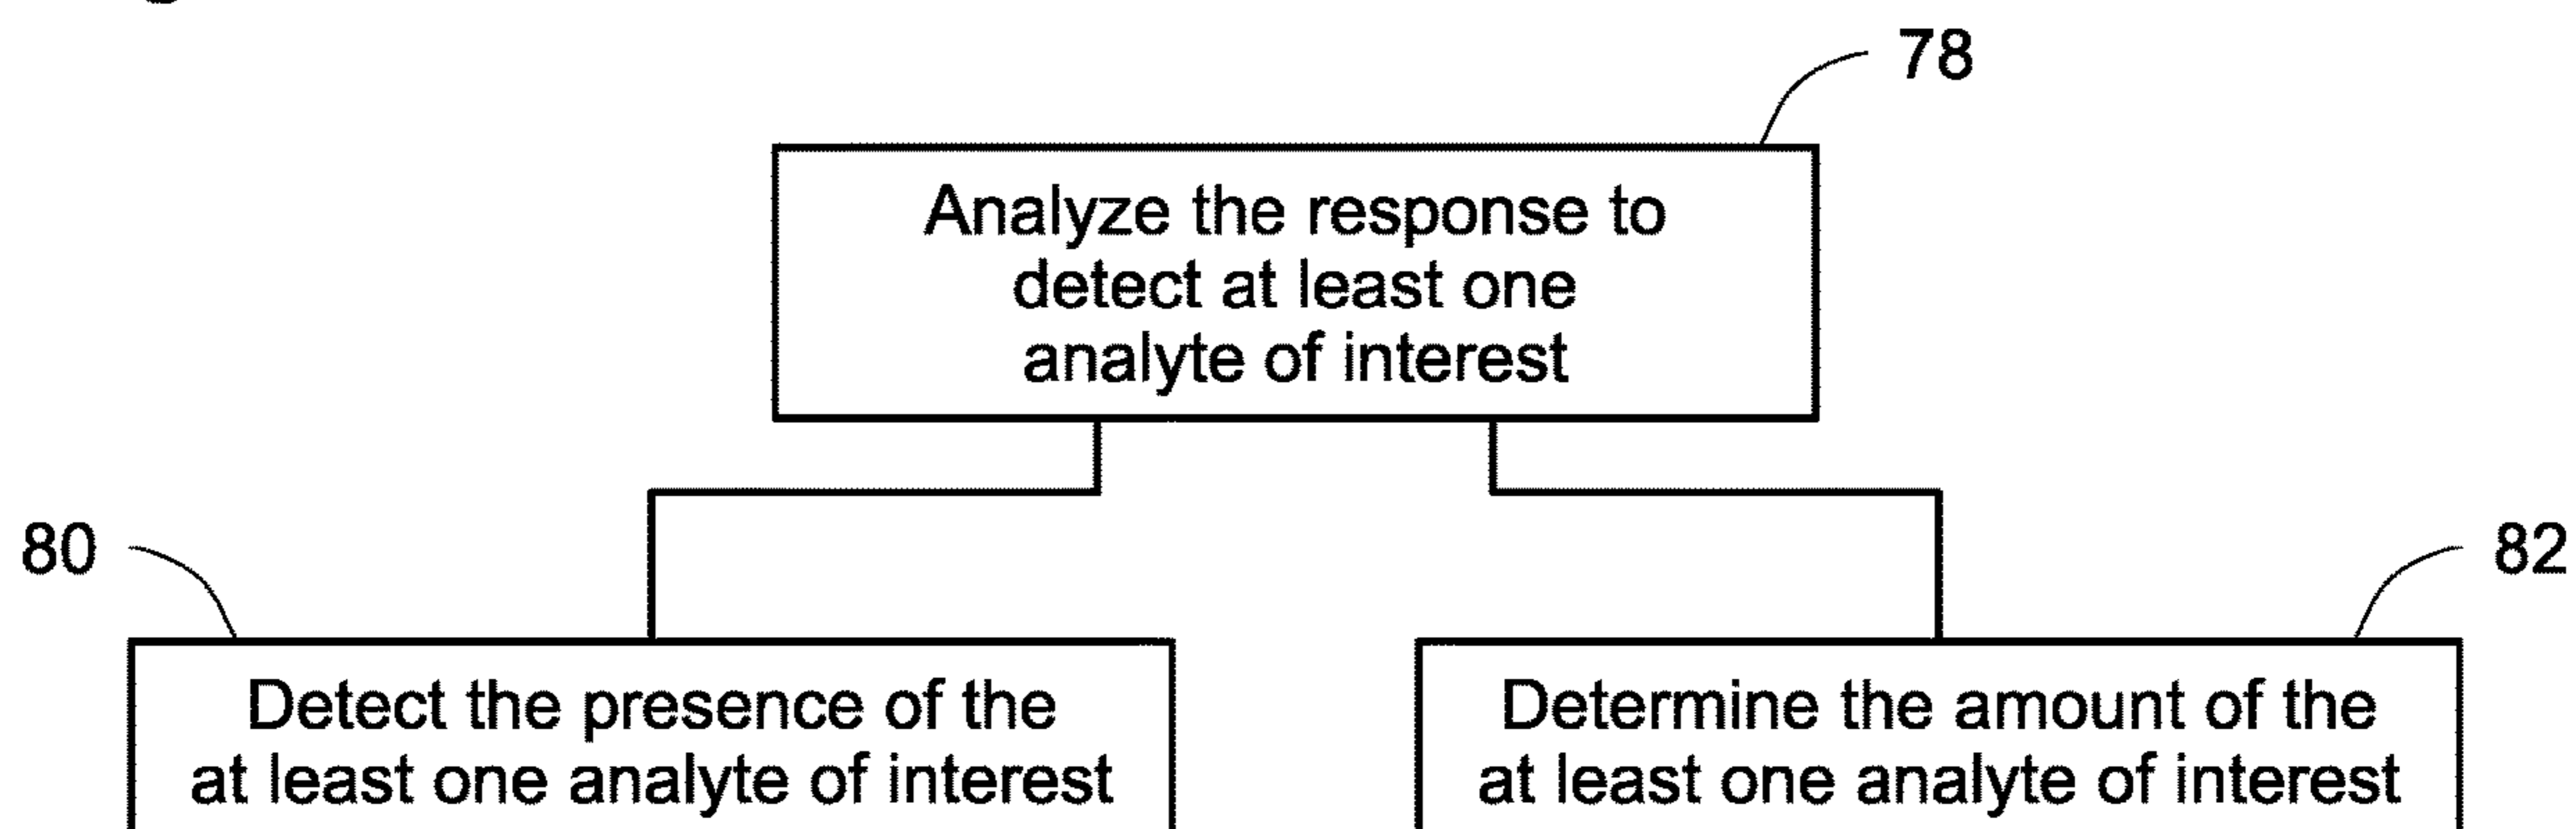 78
Analyze the response to
detect at least one
analyte of interest
80
82
Detect the presence of the
at least one analyte of interest
Determine the amount of the
at least one analyte of interest